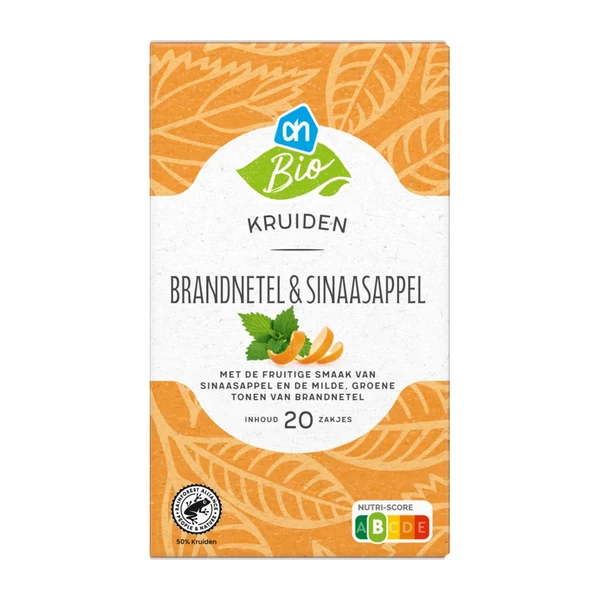 ah
Bio
KRUIDEN
BRANDNETEL & SINAASAPPEL
MET DE FRUITIGE SMAAK VAN
SINAASAPPEL EN DE MILDE, GROENE
TONEN VAN BRANDNETEL
INHOUD 20 ZAKJES
RAINFOREST ALLIANCE
PEOPLE & NATURE
50% Kruiden
NUTRI-SCORE
A B C D E